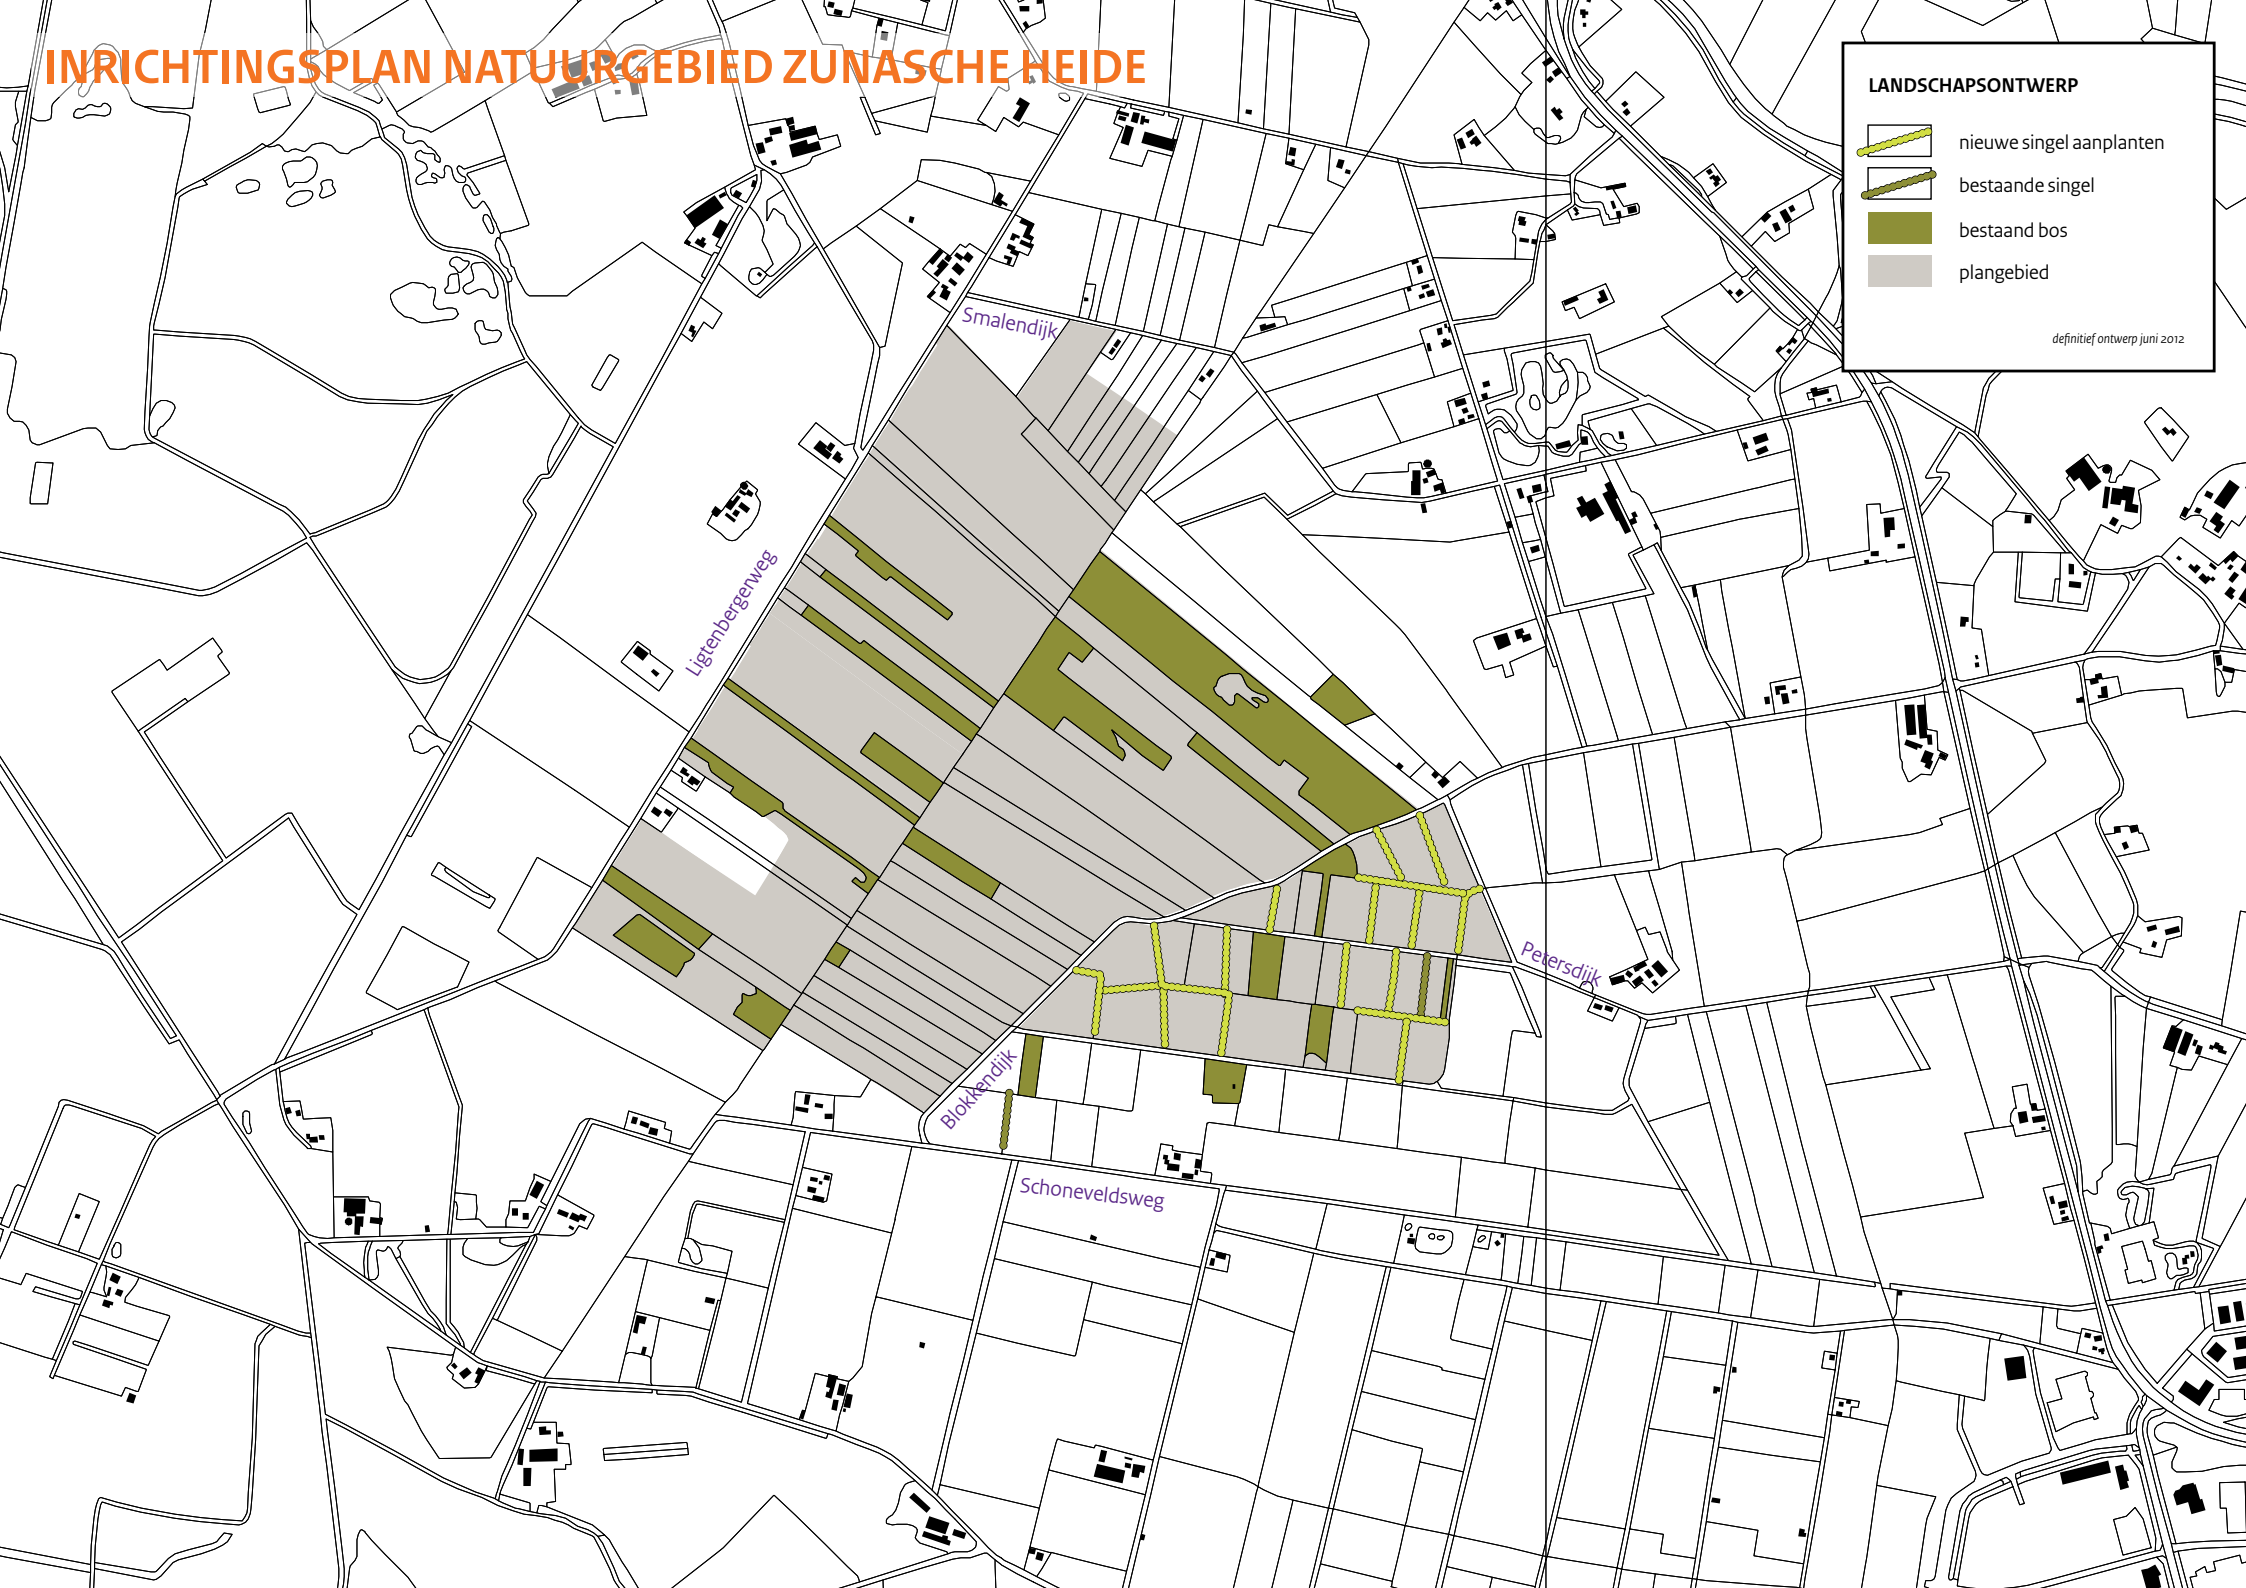 INRICHTINGSPLAN NATUURGEBIED ZUNASCHE HEIDE
LANDSCHAPSONTWERP
nieuwe singel aanplanten
bestaande singel
bestaand bos
plangebied
definitief ontwerp juni 2012
Smalendijk
Ligtenbergerweg
Petersdijk
Blokkendijk
Schoneveldsweg